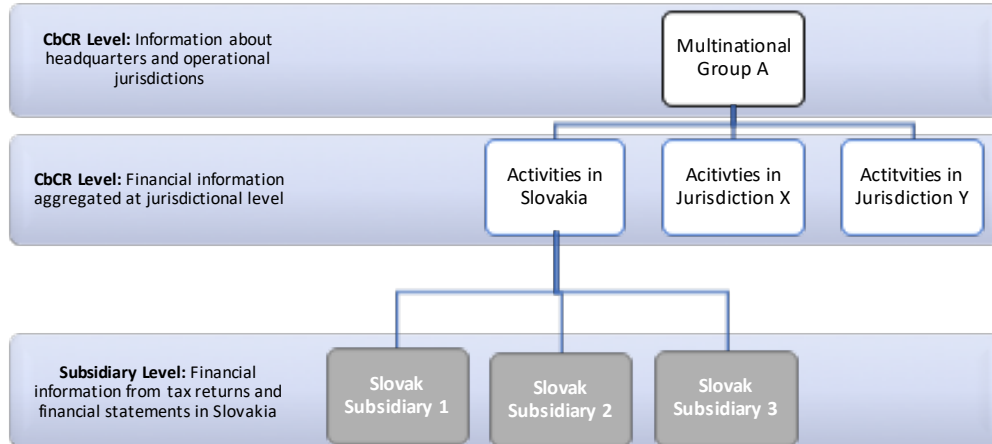 CbCR Level: Information about
headquarters and operational
jurisdictions
Multinational
Group A
CbCR Level: Financial information
aggregated at jurisdictional level
Activities in
Slovakia
Acitivties in
Jurisdiction X
Actitvities in
Jurisdiction Y
Subsidiary Level: Financial
information from tax returns and
financial statements in Slovakia
Slovak
Subsidiary 1
Slovak
Subsidiary 2
Slovak
Subsidiary 3